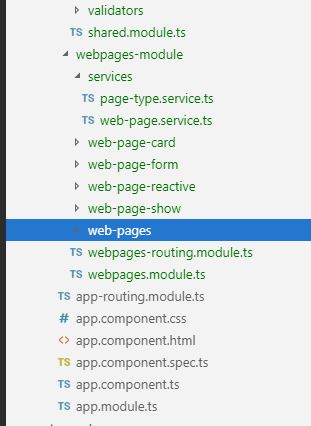 validators
TS shared.module.ts
webpages-module
services
TS page-type.service.ts
TS web-page.service.ts
web-page-card
web-page-form
web-page-reactive
web-page-show
web-pages
TS webpages-routing.module.ts
TS webpages.module.ts
TS app-routing.module.ts
# app.component.css
<> app.component.html
TS app.component.spec.ts
TS app.component.ts
TS app.module.ts